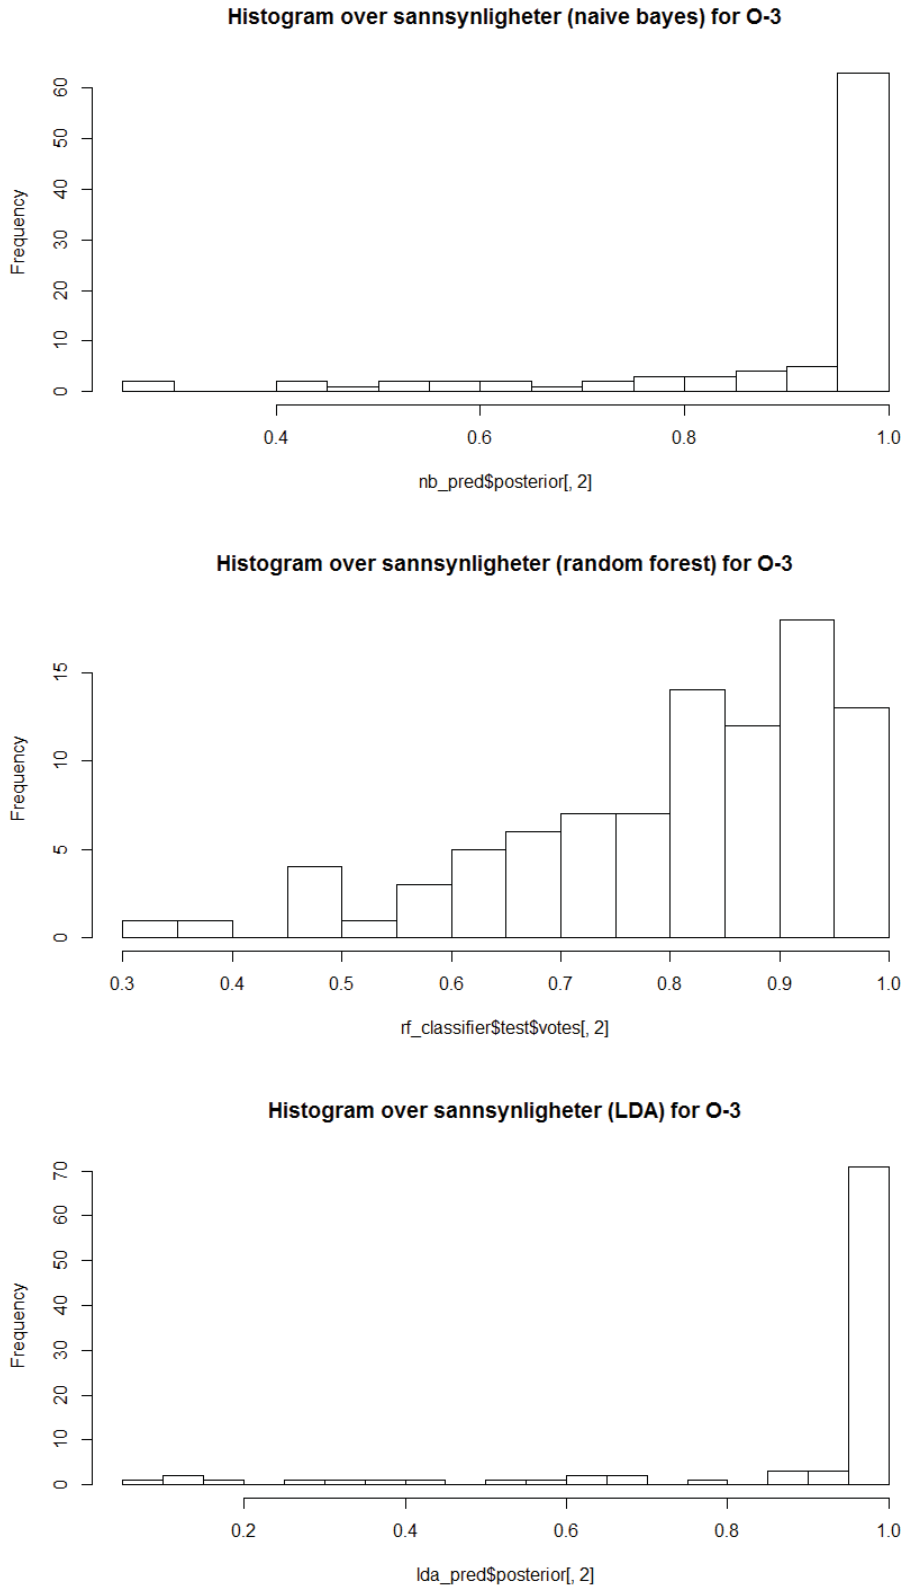 Histogram over sannsynligheter (naive bayes) for O-3
Frequency
60
50
40
30
20
10
0
0.4 0.6 0.8 1.0
nb_pred$posterior[, 2]
Histogram over sannsynligheter (random forest) for O-3
Frequency
15
10
5
0
0.3 0.4 0.5 0.6 0.7 0.8 0.9 1.0
rf_classifier$test$votes[, 2]
Histogram over sannsynligheter (LDA) for O-3
Frequency
70
60
50
40
30
20
10
0
0.2 0.4 0.6 0.8 1.0
lda_pred$posterior[, 2]